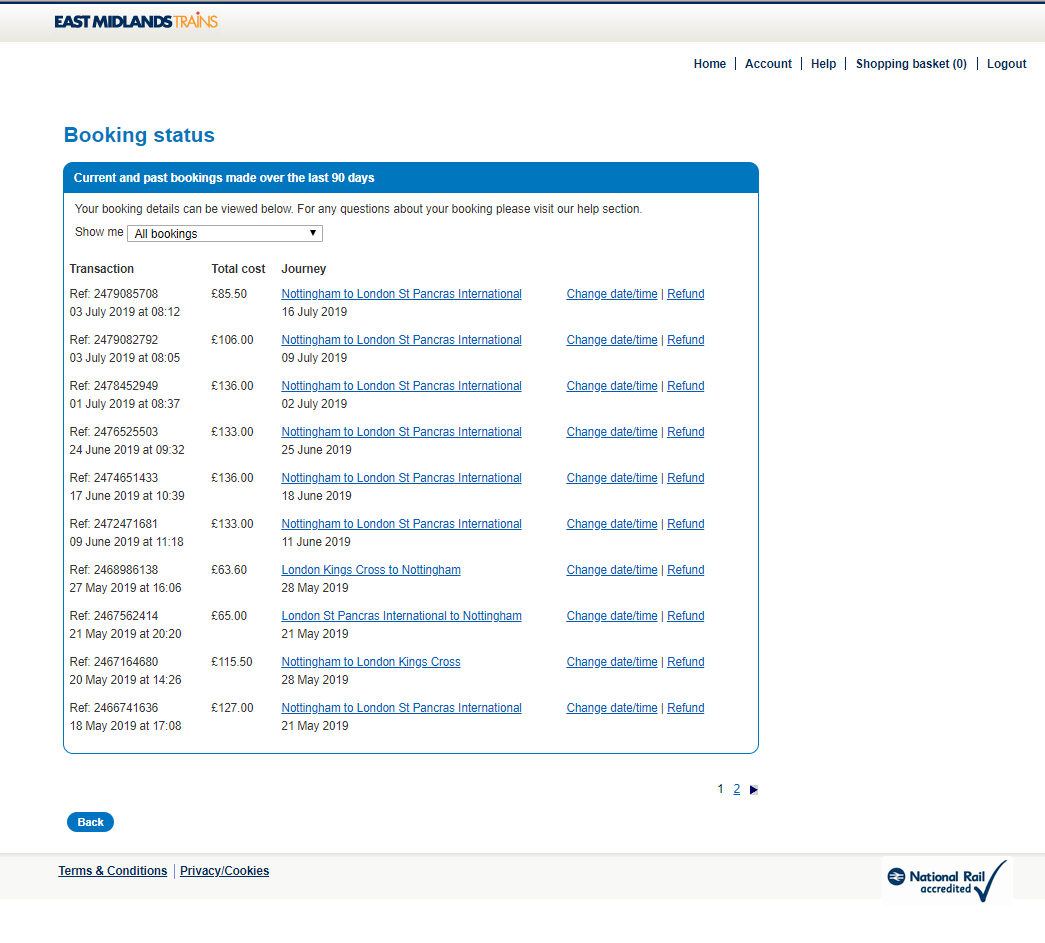 EAST MIDLANDS TRAINS
Home | Account | Help | Shopping basket (0) | Logout
Booking status
Current and past bookings made over the last 90 days
Your booking details can be viewed below. For any questions about your booking please visit our help section.
Show me All bookings
Transaction Total cost Journey
Ref: 2479085708 £85.50 Nottingham to London St Pancras International Change date/time | Refund
03 July 2019 at 08:12 16 July 2019
Ref: 2479082792 £106.00 Nottingham to London St Pancras International Change date/time | Refund
03 July 2019 at 08:05 09 July 2019
Ref: 2478452949 £136.00 Nottingham to London St Pancras International Change date/time | Refund
01 July 2019 at 08:37 02 July 2019
Ref: 2476525503 £133.00 Nottingham to London St Pancras International Change date/time | Refund
24 June 2019 at 09:32 25 June 2019
Ref: 2474651433 £136.00 Nottingham to London St Pancras International Change date/time | Refund
17 June 2019 at 10:39 18 June 2019
Ref: 2472471681 £133.00 Nottingham to London St Pancras International Change date/time | Refund
09 June 2019 at 11:18 11 June 2019
Ref: 2468986138 £63.60 London Kings Cross to Nottingham Change date/time | Refund
27 May 2019 at 16:06 28 May 2019
Ref: 2467562414 £65.00 London St Pancras International to Nottingham Change date/time | Refund
21 May 2019 at 20:20 21 May 2019
Ref: 2467164680 £115.50 Nottingham to London Kings Cross Change date/time | Refund
20 May 2019 at 14:26 28 May 2019
Ref: 2466741636 £127.00 Nottingham to London St Pancras International Change date/time | Refund
18 May 2019 at 17:08 21 May 2019
1 2
Back
Terms & Conditions | Privacy/Cookies
National Rail
accredited